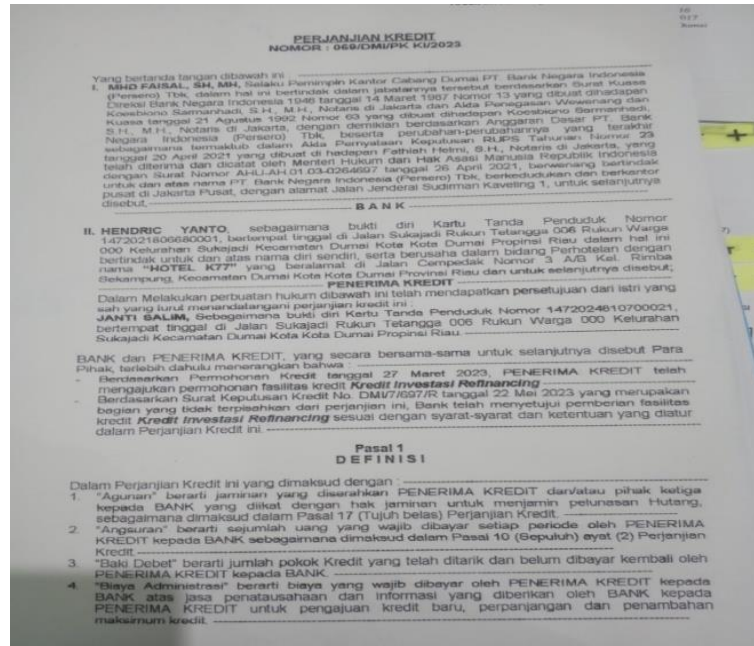 PERJANJIAN KREDIT
NOMOR : 069/DMI/PK KI/2023
Yang bertanda tangan dibawah ini :
I. MHD FAISAL, SH, MH, Selaku Pemimpin Kantor Cabang Dumai PT. Bank Negara Indonesia
(Persero) Tbk, dalam hal ini bertindak dalam jabatannya tersebut berdasarkan Surat Kuasa
Direksi Bank Negara Indonesia 1946 tanggal 14 Maret 1967 Nomor 13 yang dibuat dihadapan
Koesbiono Sarmanhadi, S.H., M.H., Notaris di Jakarta dan Akta Penegasan Wewenang dan
Kuasa tanggal 21 Agustus 1992 Nomor 63 yang dibuat dihadapan Koesbiono Sarmanhadi,
S.H., M.H., Notaris di Jakarta, dengan demikian berdasarkan Anggaran Dasar PT. Bank
Negara Indonesia (Persero) Tbk, beserta perubahan-perubahannya yang terakhir
sebagaimana termaktub dalam Akta Pernyataan Keputusan RUPS Tahunan Nomor 23
tanggal 20 April 2021 yang dibuat di hadapan Fathiah Helmi, S.H., Notaris di Jakarta, yang
telah diterima dan dicatat oleh Menteri Hukum dan Hak Asasi Manusia Republik Indonesia
dengan Surat Nomor AHU-AH.01.03-0264697 tanggal 26 April 2021, berwenang bertindak
untuk dan atas nama PT. Bank Negara Indonesia (Persero) Tbk, berkedudukan dan berkantor
pusat di Jakarta Pusat, dengan alamat Jalan Jenderal Sudirman Kaveling 1, untuk selanjutnya
disebut,
BANK
II. HENDRIC YANTO, sebagaimana bukti diri Kartu Tanda Penduduk Nomor
1472021806680001, bertempat tinggal di Jalan Sukajadi Rukun Tetangga 006 Rukun Warga
000 Kelurahan Sukajadi Kecamatan Dumai Kota Kota Dumai Propinsi Riau dalam hal ini
bertindak untuk dan atas nama diri sendiri, serta berusaha dalam bidang Perhotelan dengan
nama "HOTEL K77" yang beralamat di Jalan Cempedak Nomor 3 A/B Kel. Rimba
Sekampung, Kecamatan Dumai Kota Kota Dumai Provinsi Riau dan untuk selanjutnya disebut;
PENERIMA KREDIT
Dalam Melakukan perbuatan hukum dibawah ini telah mendapatkan persetujuan dari istri yang
sah yang turut menandatangani perjanjian kredit ini :
JANTI SALIM, Sebagaimana bukti diri Kartu Tanda Penduduk Nomor 1472024610700021,
bertempat tinggal di Jalan Sukajadi Rukun Tetangga 006 Rukun Warga 000 Kelurahan
Sukajadi Kecamatan Dumai Kota Kota Dumai Propinsi Riau.
BANK dan PENERIMA KREDIT, yang secara bersama-sama untuk selanjutnya disebut Para
Pihak, terlebih dahulu menerangkan bahwa :
- Berdasarkan Permohonan Kredit tanggal 27 Maret 2023, PENERIMA KREDIT telah
mengajukan permohonan fasilitas kredit Kredit Investasi Refinancing
- Berdasarkan Surat Keputusan Kredit No. DMI/7/697/R tanggal 22 Mei 2023 yang merupakan
bagian yang tidak terpisahkan dari perjanjian ini, Bank telah menyetujui pemberian fasilitas
kredit Kredit Investasi Refinancing sesuai dengan syarat-syarat dan ketentuan yang diatur
dalam Perjanjian Kredit ini.
Pasal 1
DEFINISI
Dalam Perjanjian Kredit ini yang dimaksud dengan :
1. "Agunan" berarti jaminan yang diserahkan PENERIMA KREDIT dan/atau pihak ketiga
kepada BANK yang diikat dengan hak jaminan untuk menjamin pelunasan Hutang,
sebagaimana dimaksud dalam Pasal 17 (Tujuh belas) Perjanjian Kredit.
2. "Angsuran" berarti sejumlah uang yang wajib dibayar setiap periode oleh PENERIMA
KREDIT kepada BANK sebagaimana dimaksud dalam Pasal 10 (Sepuluh) ayat (2) Perjanjian
Kredit
3. "Baki Debet" berarti jumlah pokok Kredit yang telah ditarik dan belum dibayar kembali oleh
PENERIMA KREDIT kepada BANK.
4. "Biaya Administrasi" berarti biaya yang wajib dibayar oleh PENERIMA KREDIT kepada
BANK atas jasa penatausahaan dan informasi yang diberikan oleh BANK kepada
PENERIMA KREDIT untuk pengajuan kredit baru, perpanjangan dan penambahan
maksimum kredit.